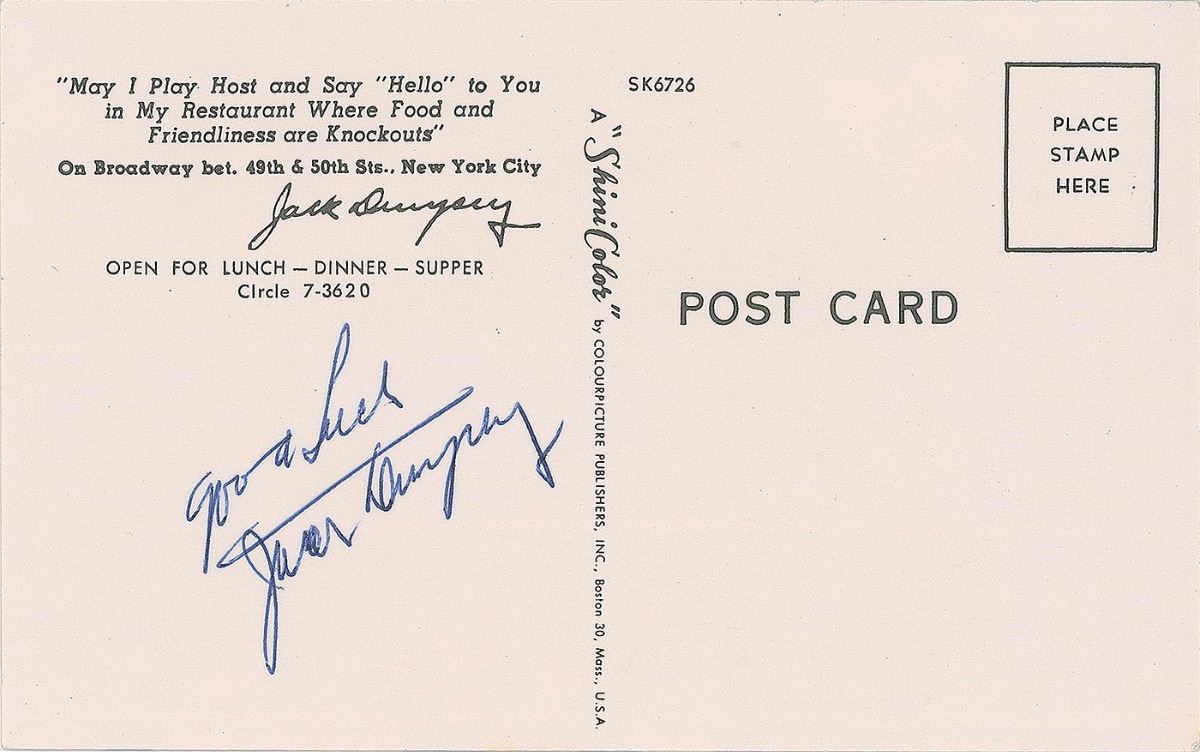 "May I Play Host and Say "Hello" to You
in My Restaurant Where Food and
Friendliness are Knockouts"
On Broadway bet. 49th & 50th Sts., New York City
Jack Dempsey
OPEN FOR LUNCH — DINNER — SUPPER
CIrcle 7-3620
Good Luck
Jack Dempsey
SK6726
A "ShiniColor" by COLOURPICTURE PUBLISHERS, INC., Boston 30, Mass., U.S.A.
PLACE
STAMP
HERE
POST CARD